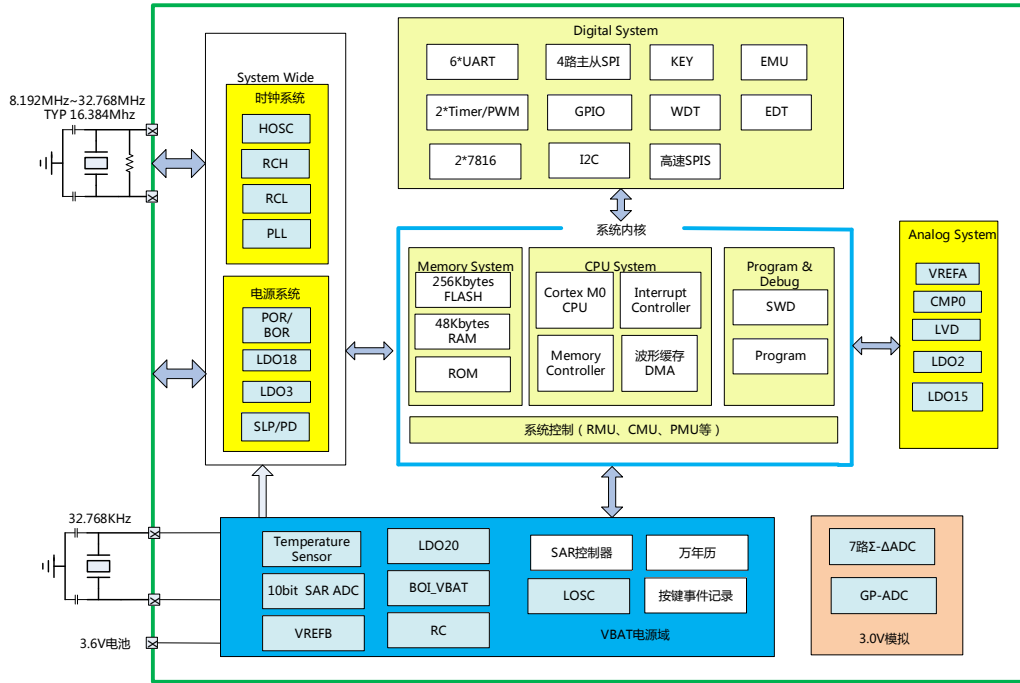 8.192MHz~32.768MHz
TYP 16.384Mhz
System Wide
时钟系统
HOSC
RCH
RCL
PLL
电源系统
POR/
BOR
LDO18
LDO3
SLP/PD
Digital System
6*UART
4路主从SPI
KEY
EMU
2*Timer/PWM
GPIO
WDT
EDT
2*7816
I2C
高速SPIS
系统内核
Memory System
256Kbytes
FLASH
48Kbytes
RAM
ROM
CPU System
Cortex M0
CPU
Interrupt
Controller
Memory
Controller
波形缓存
DMA
Program &
Debug
SWD
Program
系统控制（RMU、CMU、PMU等）
Analog System
VREFA
CMP0
LVD
LDO2
LDO15
32.768KHz
3.6V电池
Temperature
Sensor
LDO20
SAR控制器
万年历
10bit SAR ADC
BOI_VBAT
LOSC
按键事件记录
VREFB
RC
VBAT电源域
7路Σ-ΔADC
GP-ADC
3.0V模拟